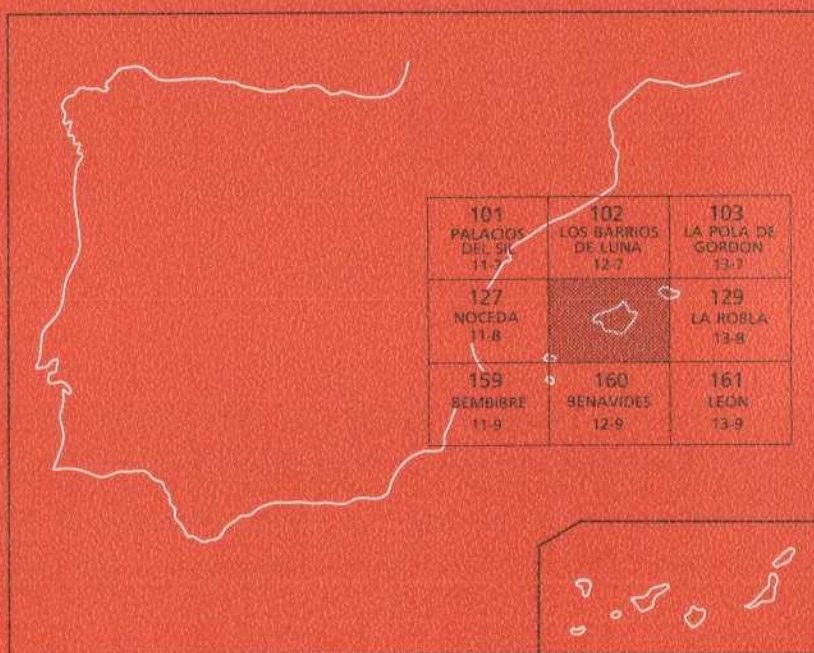 101
PALACIOS
DEL SIL
11-7
102
LOS BARRIOS
DE LUNA
12-7
103
LA POLA DE
GORDON
13-7
127
NOCEDA
11-8
129
LA ROBLA
13-8
159
BEMBIBRE
11-9
160
BENAVIDES
12-9
161
LEON
13-9